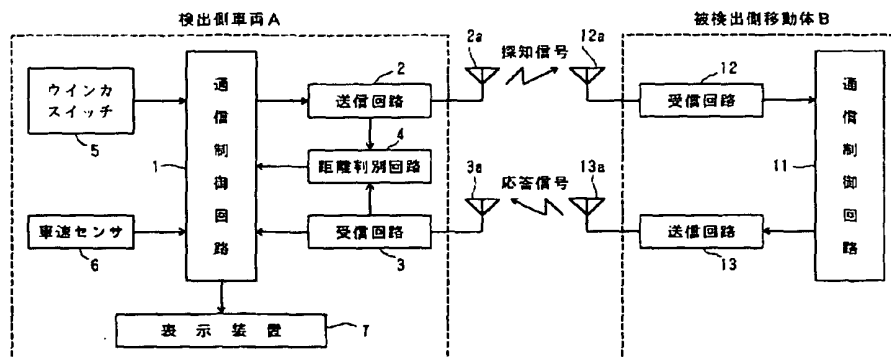 検出側車両A
被検出側移動体B
ウインカ
スイッチ
5
車速センサ
6
通信制御回路
1
2
送信回路
4
距離判別回路
受信回路
3
表示装置
7
2a
探知信号
12a
3a
応答信号
13a
12
受信回路
送信回路
13
通信制御回路
11